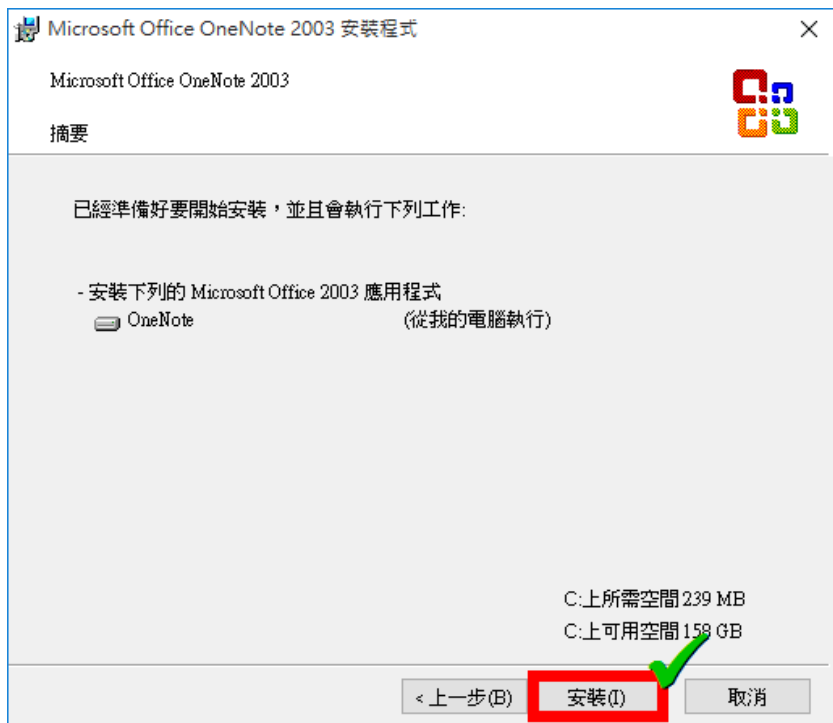 Microsoft Office OneNote 2003 安裝程式
Microsoft Office OneNote 2003
摘要
已經準備好要開始安裝，並且會執行下列工作:
- 安裝下列的 Microsoft Office 2003 應用程式
OneNote (從我的電腦執行)
C:上所需空間 239 MB
C:上可用空間 158 GB
< 上一步(B) 安裝(I) 取消